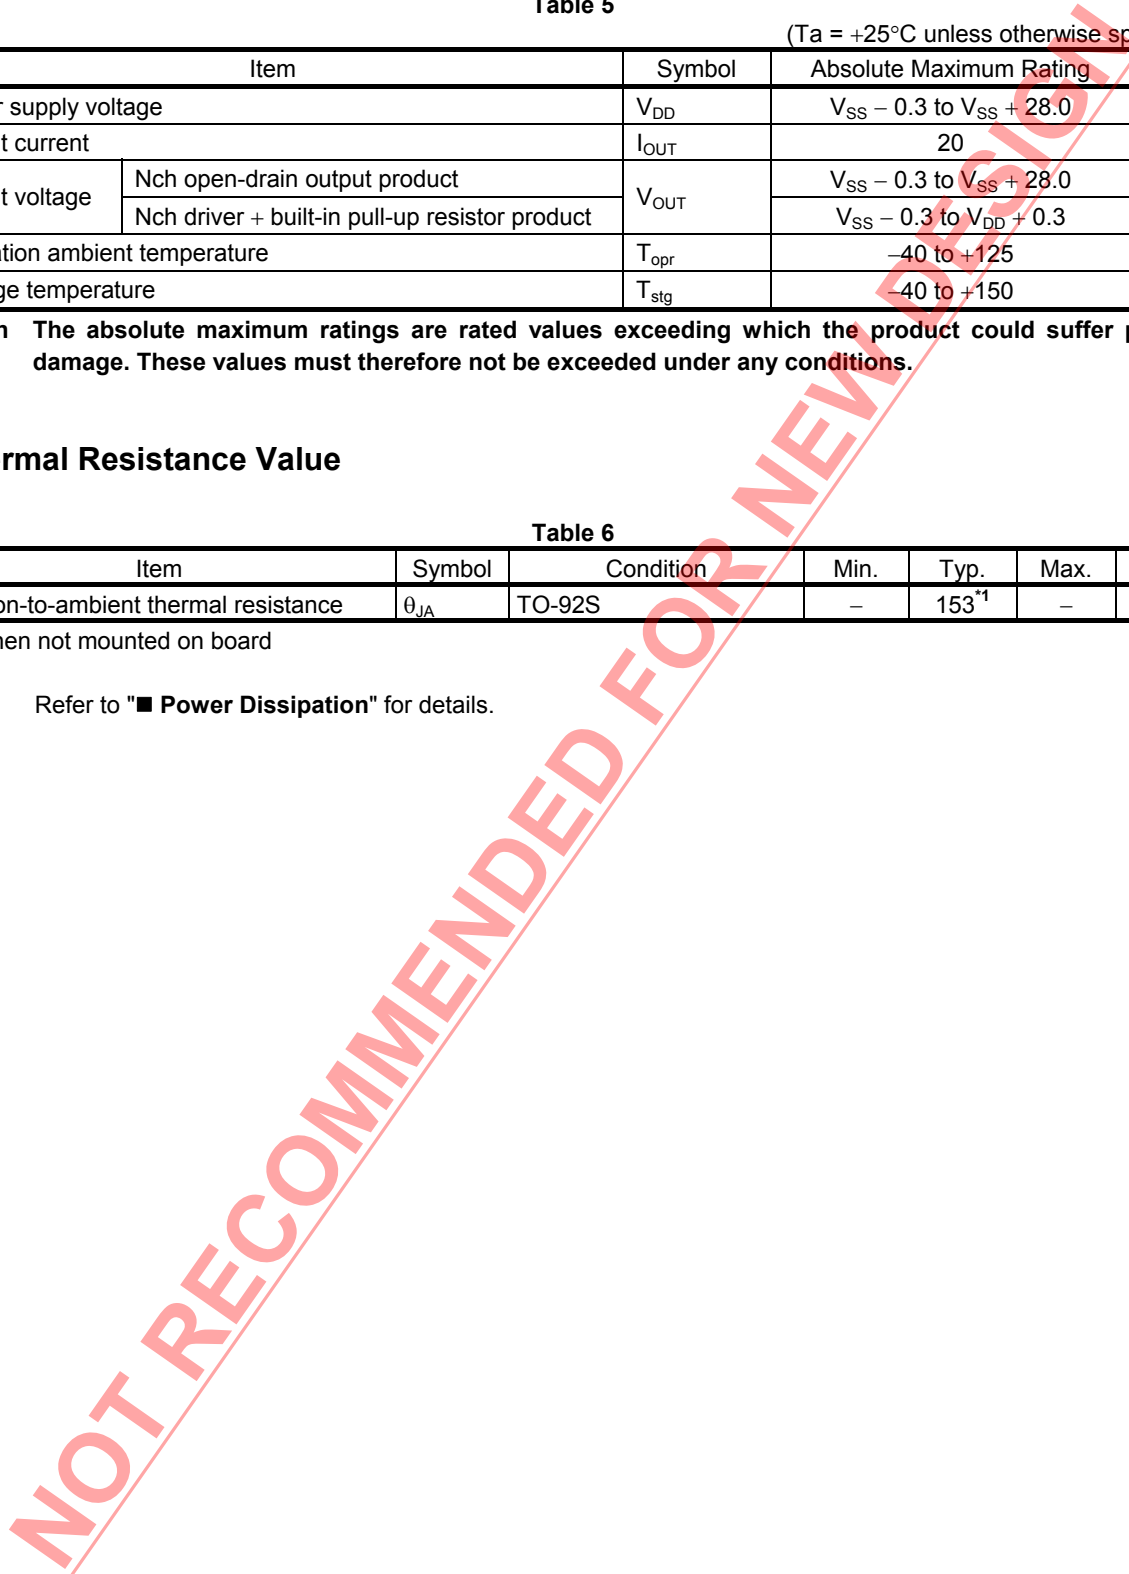 Table 5
(Ta = +25°C unless otherwise sp
Item Symbol Absolute Maximum Rating
r supply voltage VDD VSS − 0.3 to VSS + 28.0
t current IOUT 20
t voltage Nch open-drain output product VOUT VSS − 0.3 to VSS + 28.0
Nch driver + built-in pull-up resistor product VSS − 0.3 to VDD + 0.3
ation ambient temperature Topr −40 to +125
ge temperature Tstg −40 to +150
n The absolute maximum ratings are rated values exceeding which the product could suffer p
damage. These values must therefore not be exceeded under any conditions.
rmal Resistance Value
Table 6
Item Symbol Condition Min. Typ. Max.
on-to-ambient thermal resistance θJA TO-92S − 153*1 −
hen not mounted on board
Refer to "■ Power Dissipation" for details.
NOT RECOMMENDED FOR NEW DESIGN